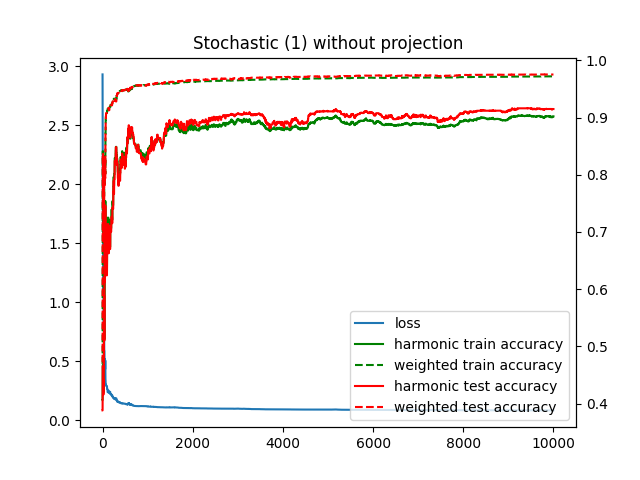 Stochastic (1) without projection
3.0
2.5
2.0
1.5
1.0
0.5
0.0
1.0
0.9
0.8
0.7
0.6
0.5
0.4
loss
harmonic train accuracy
weighted train accuracy
harmonic test accuracy
weighted test accuracy
0 2000 4000 6000 8000 10000